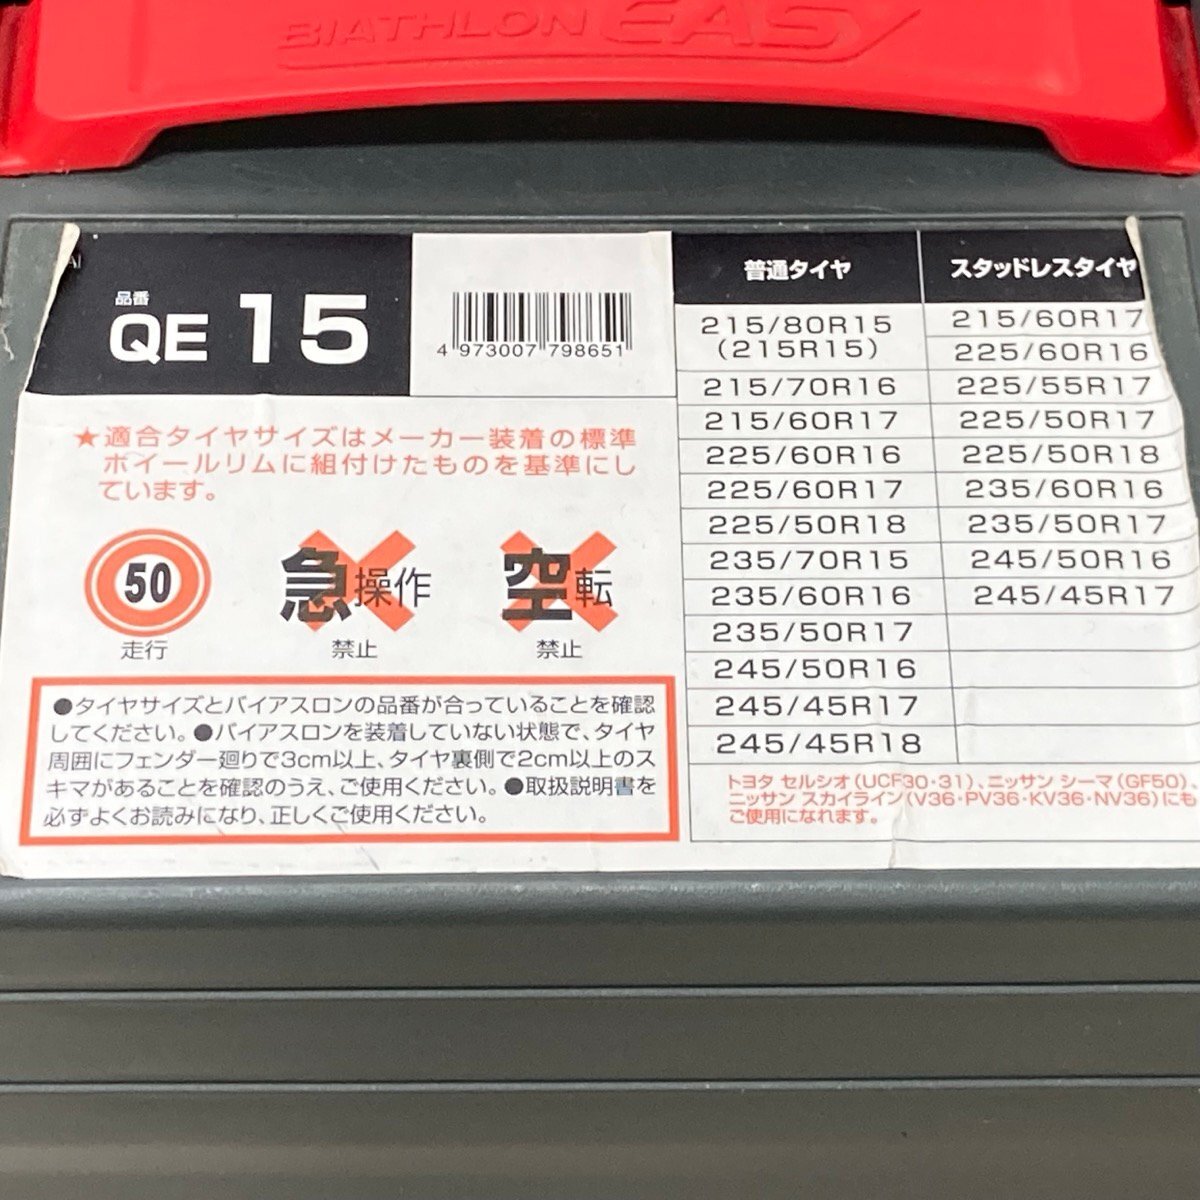 BIATHLON EASY
品番
QE 15
4 973007 798651
★適合タイヤサイズはメーカー装着の標準
ホイールリムに組付けたものを基準にし
ています。
50
走行
急操作
禁止
空転
禁止
●タイヤサイズとバイアスロンの品番が合っていることを確認
してください。●バイアスロンを装着していない状態で、タイヤ
周囲にフェンダー廻りで3cm以上、タイヤ裏側で2cm以上のス
キマがあることを確認のうえ、ご使用ください。●取扱説明書を
必ずよくお読みになり、正しくご使用ください。
普通タイヤ
215/80R15
(215R15)
215/70R16
215/60R17
225/60R16
225/60R17
225/50R18
235/70R15
235/60R16
235/50R17
245/50R16
245/45R17
245/45R18
スタッドレスタイヤ
215/60R17
225/60R16
225/55R17
225/50R17
225/50R18
235/60R16
235/50R17
245/50R16
245/45R17
トヨタ セルシオ(UCF30・31)、ニッサン シーマ(GF50)、
ニッサン スカイライン(V36・PV36・KV36・NV36)にも
ご使用になれます。